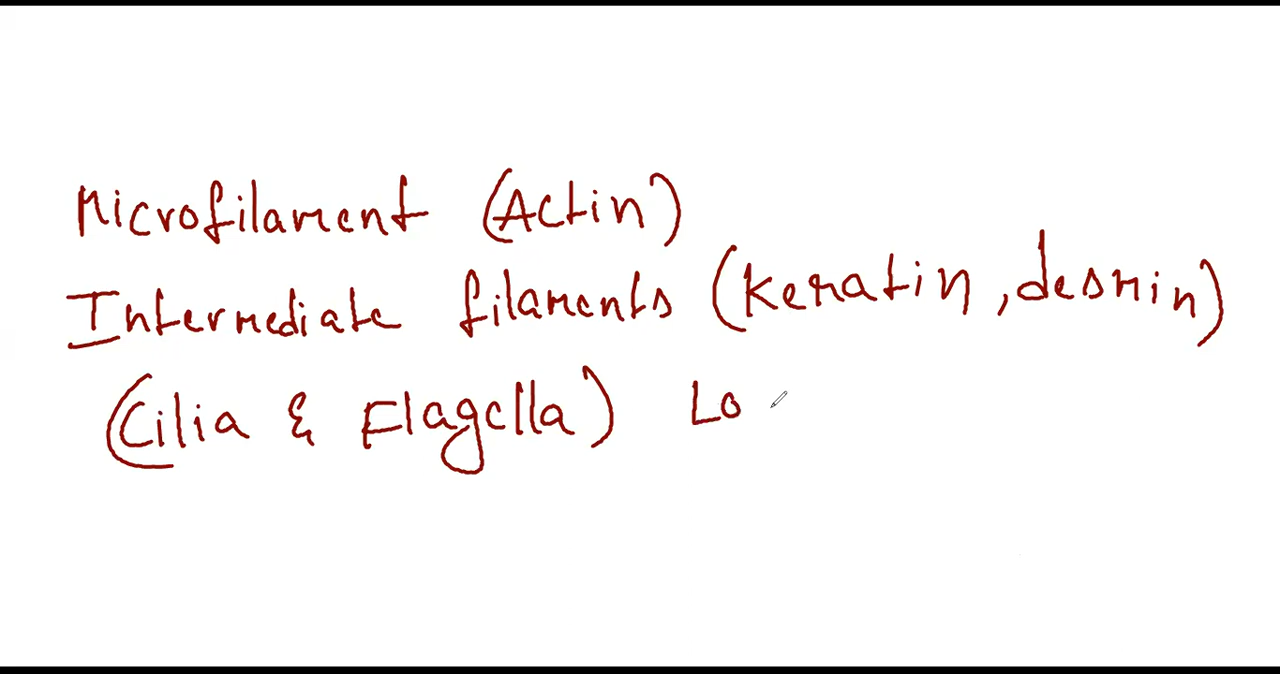 Microfilament (Actin)
Intermediate filaments (Keratin, desmin)
(Cilia & Flagella) Lo